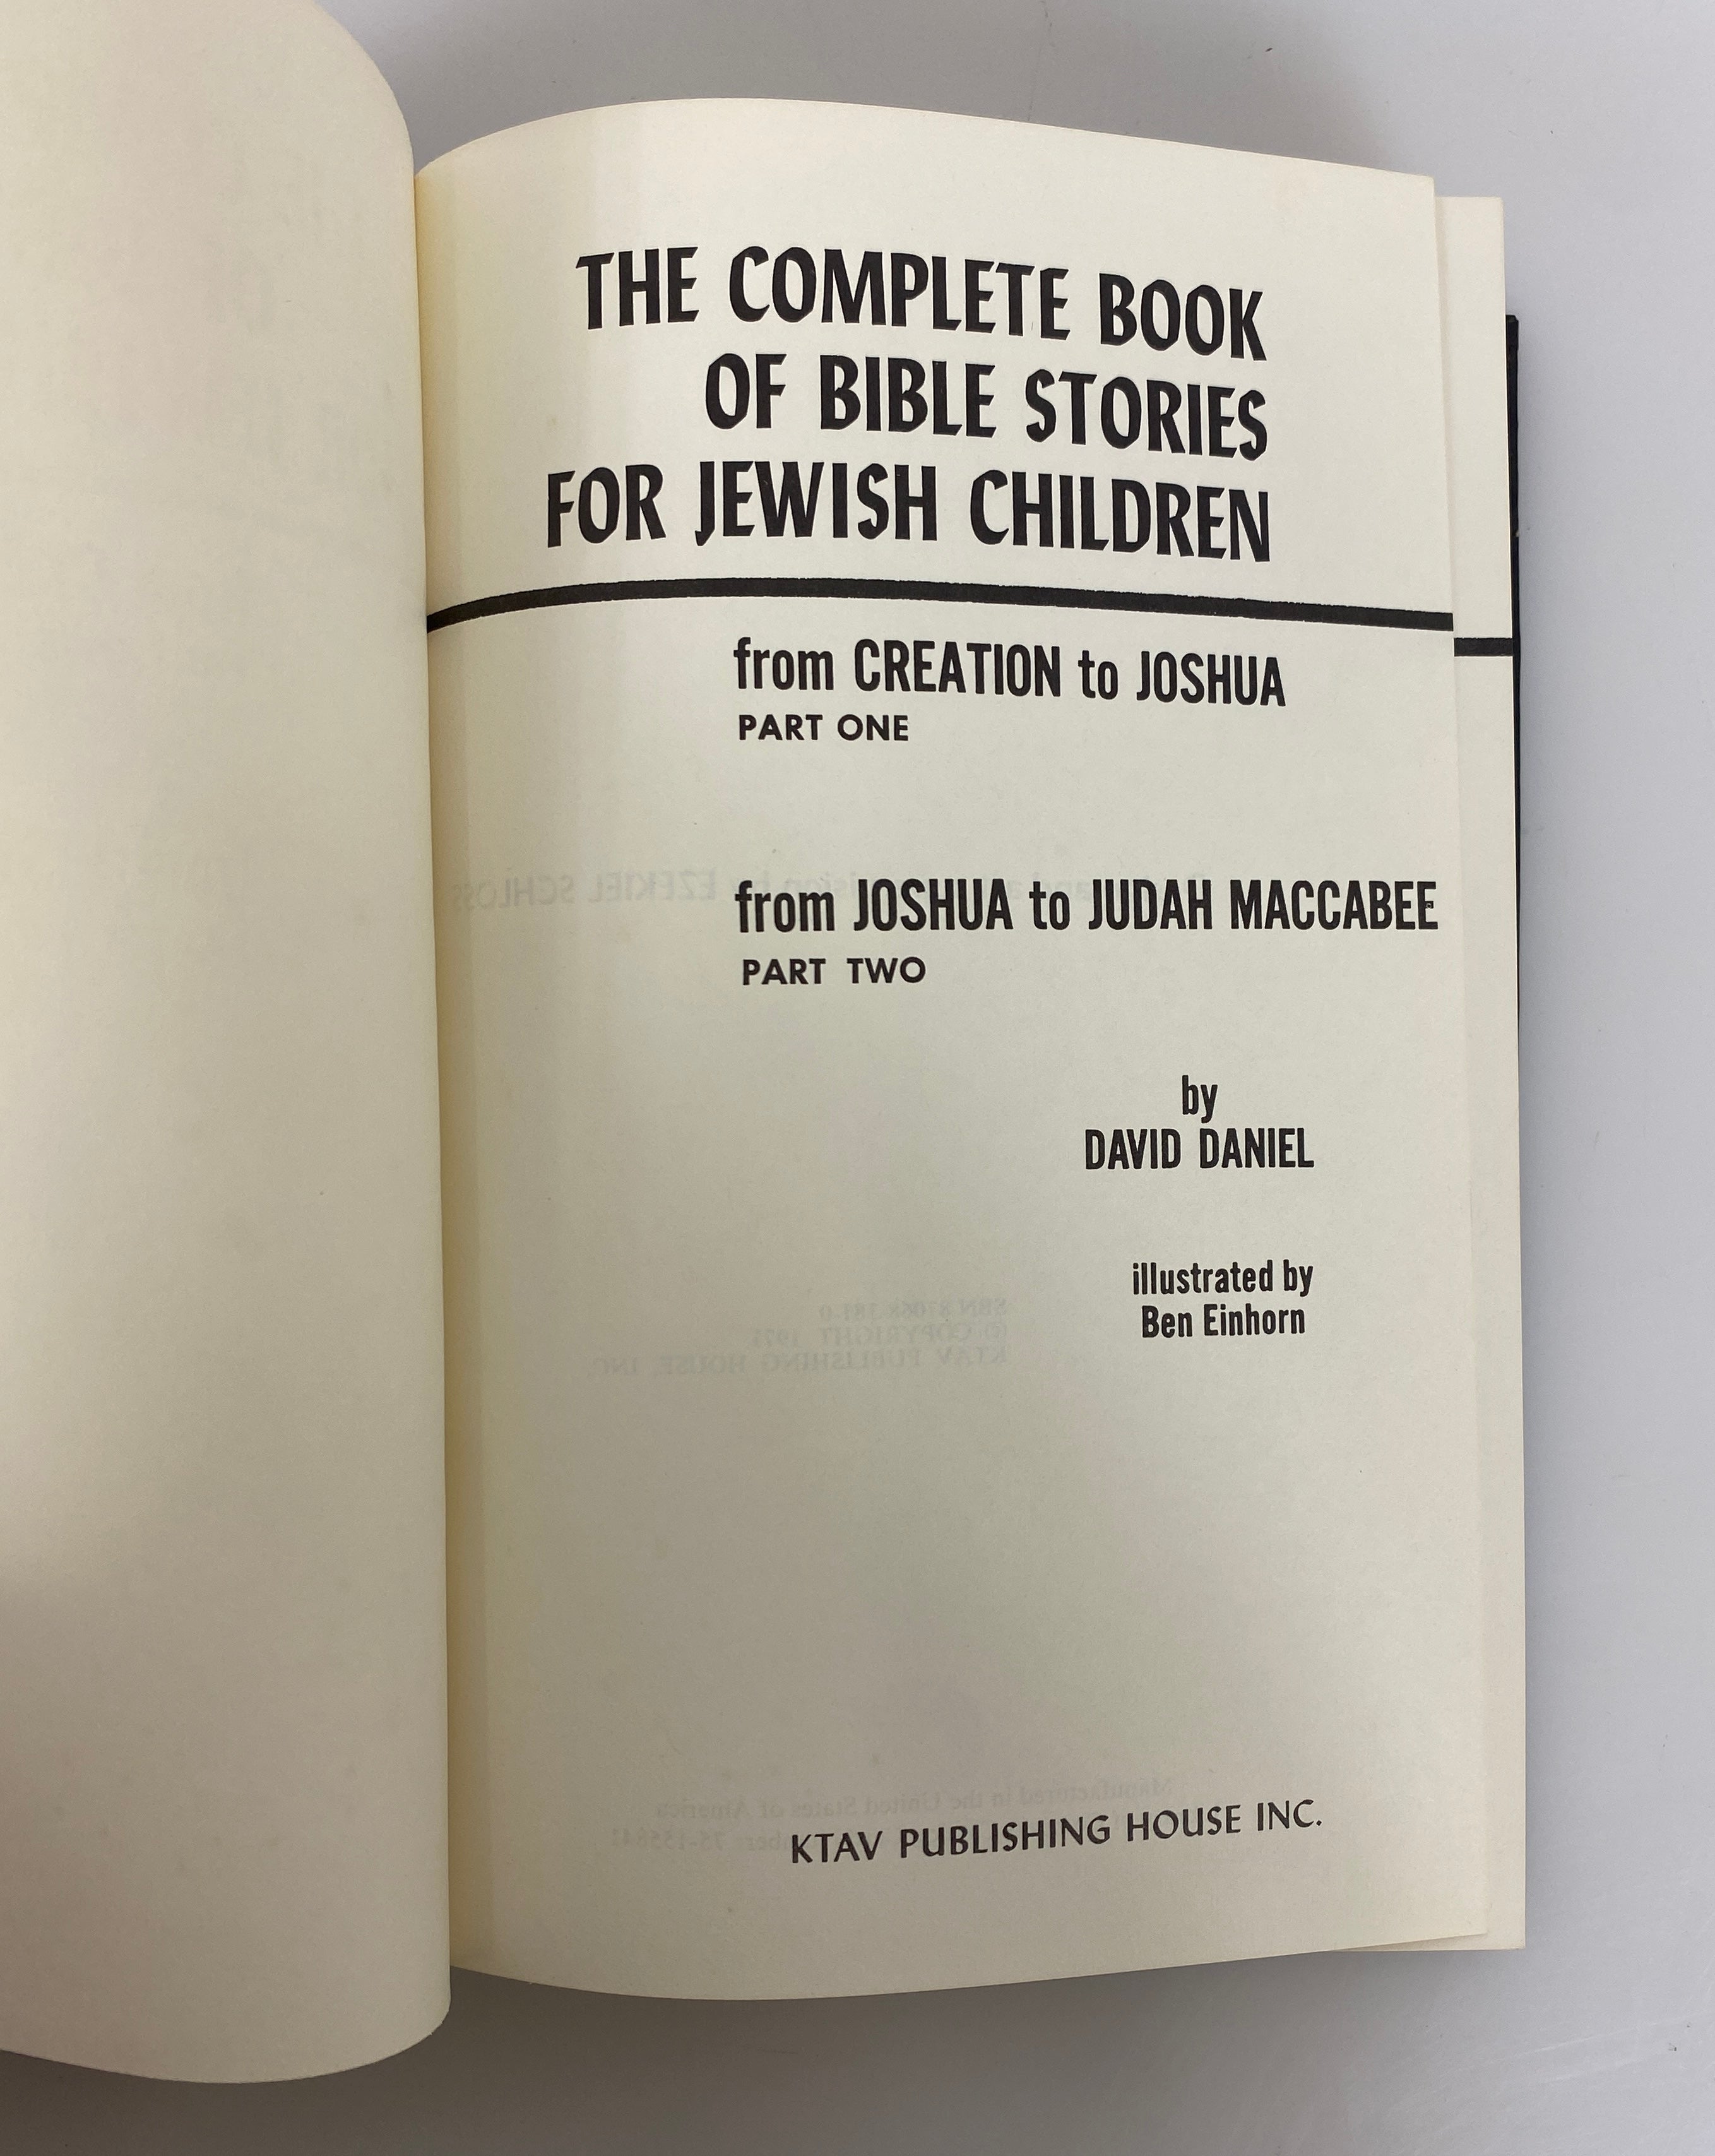 THE COMPLETE BOOK
OF BIBLE STORIES
FOR JEWISH CHILDREN
from CREATION to JOSHUA
PART ONE
from JOSHUA to JUDAH MACCABEE
PART TWO
by
DAVID DANIEL
illustrated by
Ben Einhorn
KTAV PUBLISHING HOUSE INC.